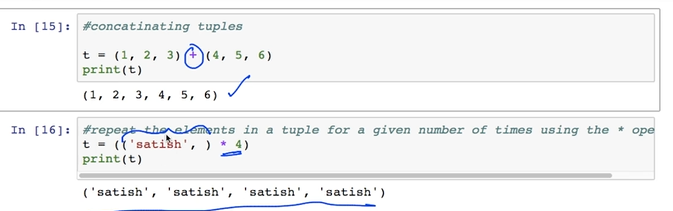 In [15]: #concatinating tuples
t = (1, 2, 3) + (4, 5, 6)
print(t)
(1, 2, 3, 4, 5, 6)
In [16]: #repeat the elements in a tuple for a given number of times using the * ope
t = (('satish', ) * 4)
print(t)
('satish', 'satish', 'satish', 'satish')